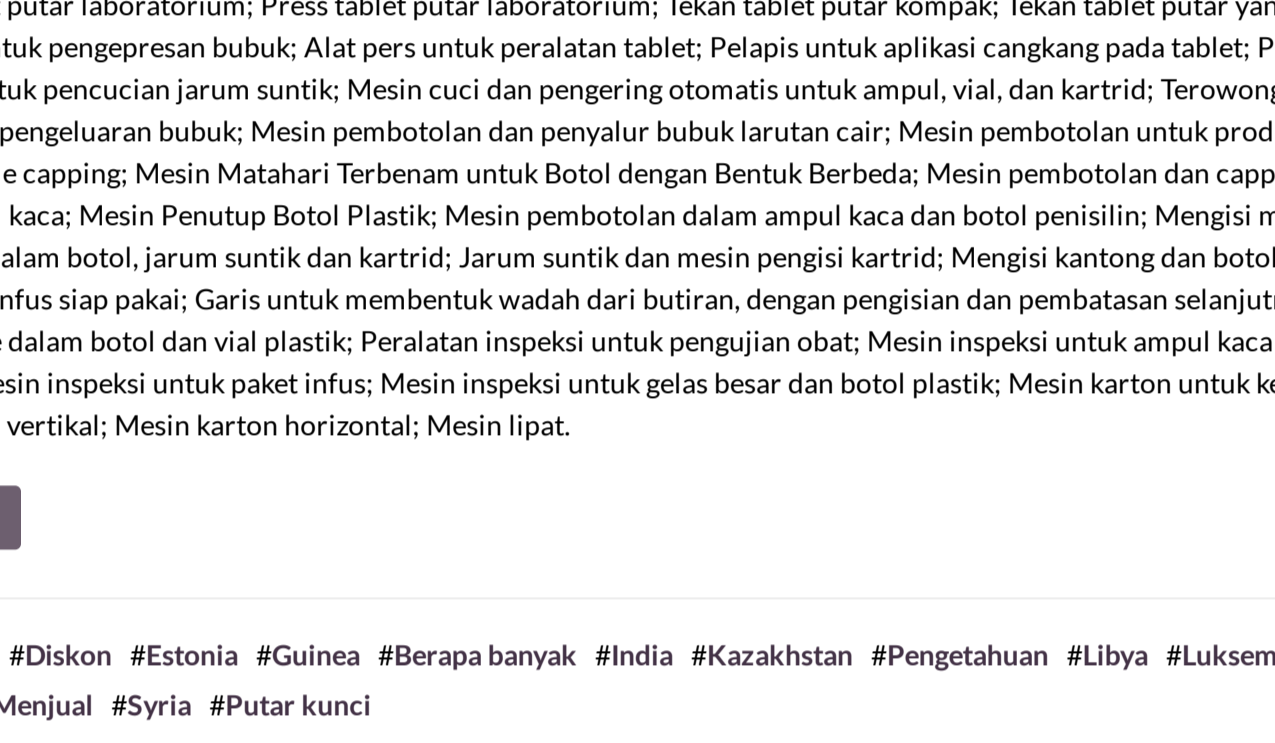 putar laboratorium; Press tablet putar laboratorium; Tekan tablet putar kompak; Tekan tablet putar yan
tuk pengepresan bubuk; Alat pers untuk peralatan tablet; Pelapis untuk aplikasi cangkang pada tablet; P
tuk pencucian jarum suntik; Mesin cuci dan pengering otomatis untuk ampul, vial, dan kartrid; Terowong
pengeluaran bubuk; Mesin pembotolan dan penyalur bubuk larutan cair; Mesin pembotolan untuk prod
e capping; Mesin Matahari Terbenam untuk Botol dengan Bentuk Berbeda; Mesin pembotolan dan capp
kaca; Mesin Penutup Botol Plastik; Mesin pembotolan dalam ampul kaca dan botol penisilin; Mengisi m
alam botol, jarum suntik dan kartrid; Jarum suntik dan mesin pengisi kartrid; Mengisi kantong dan botol
nfus siap pakai; Garis untuk membentuk wadah dari butiran, dengan pengisian dan pembatasan selanjutn
e dalam botol dan vial plastik; Peralatan inspeksi untuk pengujian obat; Mesin inspeksi untuk ampul kaca
esin inspeksi untuk paket infus; Mesin inspeksi untuk gelas besar dan botol plastik; Mesin karton untuk ke
vertikal; Mesin karton horizontal; Mesin lipat.
#Diskon #Estonia #Guinea #Berapa banyak #India #Kazakhstan #Pengetahuan #Libya #Luksem
Menjual #Syria #Putar kunci